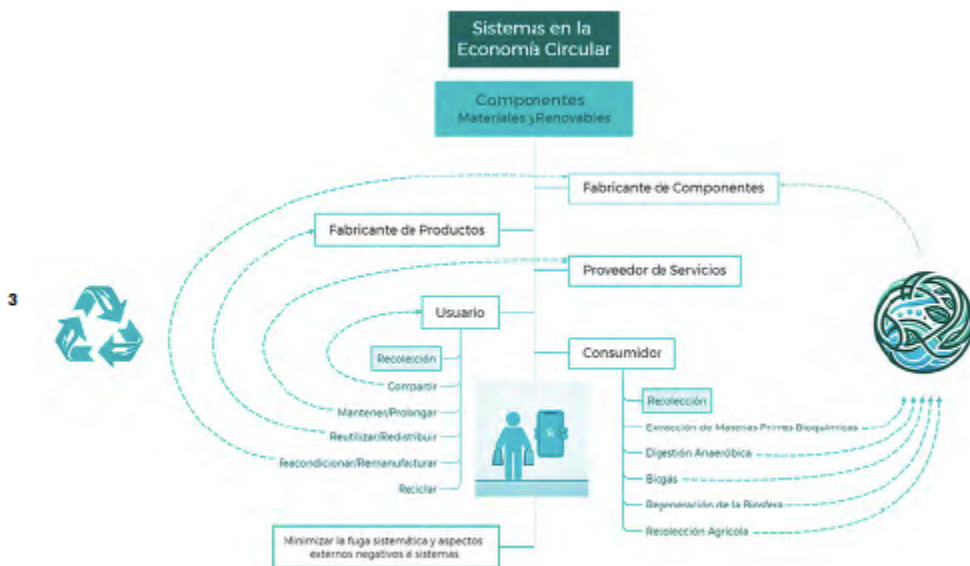 Sistemas en la
Economía Circular
Componentes
Materiales y Renovables
Fabricante de Componentes
Fabricante de Productos
Proveedor de Servicios
3
Usuario
Consumidor
Recolección
Compartir
Mantener/Prolongar
Reutilizar/Redistribuir
Reacondicionar/Remanufacturar
Reciclar
Recolección
Extracción de Materias Primas Bioquímicas
Digestión Anaeróbica
Biogás
Regeneración de la Biosfera
Recolección Agrícola
Minimizar la fuga sistemática y aspectos
externos negativos a sistemas